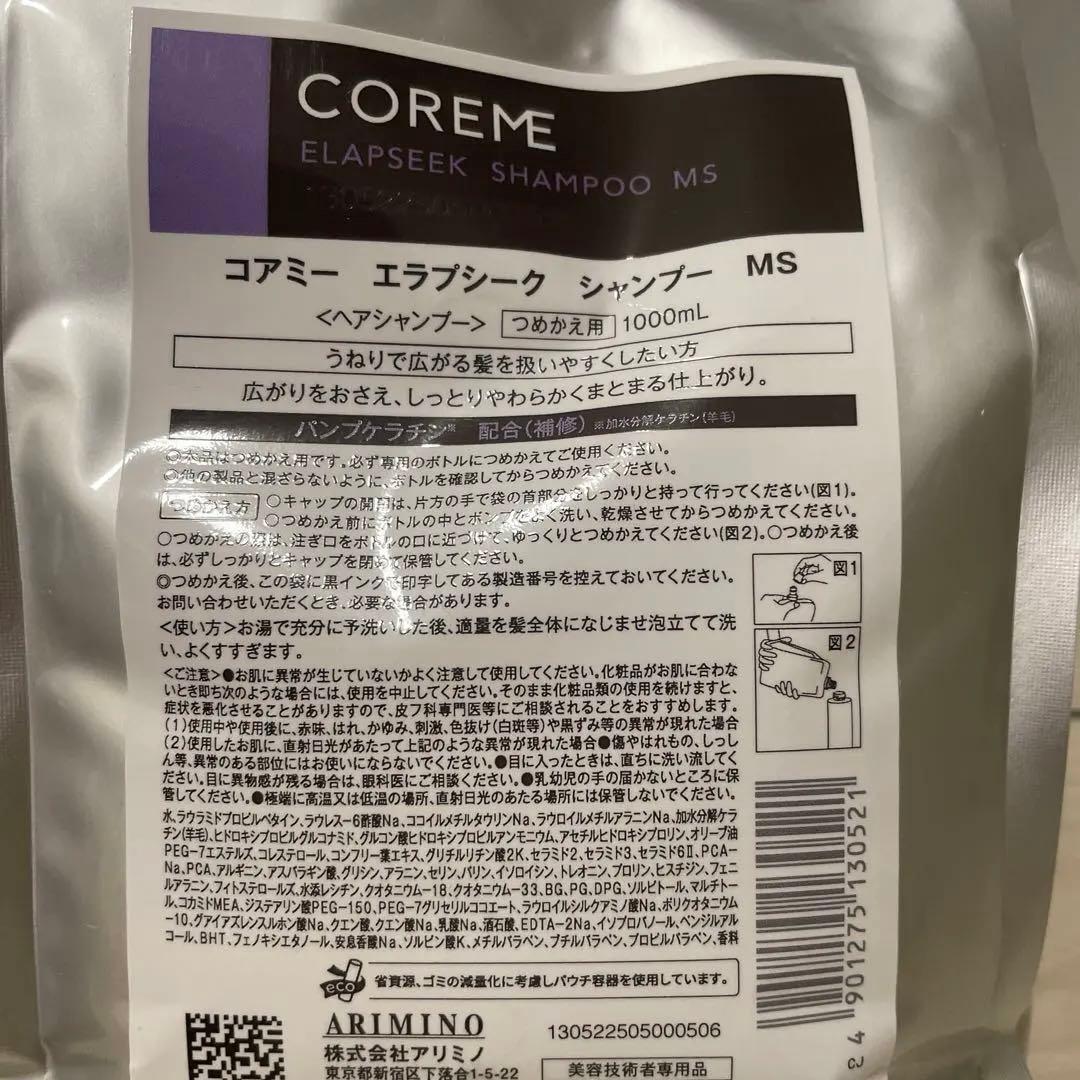 COREME
ELAPSEEK SHAMPOO MS
コアミー エラプシーク シャンプー MS
<ヘアシャンプー> つめかえ用 1000mL
うねりで広がる髪を扱いやすくしたい方
広がりをおさえ、しっとりやわらかくまとまる仕上がり。
パンプケラチン※ 配合(補修) ※加水分解ケラチン(羊毛)
◎本品はつめかえ用です。必ず専用のボトルにつめかえてご使用ください。
◎他の製品と混ざらないように、ボトルを確認してからつめかえてください。
つめかえ方 ○キャップの開閉は、片方の手で袋の首部分をしっかりと持って行ってください(図1)。
○つめかえ前にボトルの中とポンプをよく洗い、乾燥させてからつめかえてください。
○つめかえの際は、注ぎ口をボトルの口に近づけて、ゆっくりとつめかえてください(図2)。○つめかえ後
は、必ずしっかりとキャップを閉めて保管してください。
◎つめかえ後、この袋に黒インクで印字してある製造番号を控えておいてください。
お問い合わせいただくとき、必要な場合があります。
図1
<使い方>お湯で充分に予洗いした後、適量を髪全体になじませ泡立てて洗
い、よくすすぎます。
図2
<ご注意>●お肌に異常が生じていないかよく注意して使用してください。化粧品がお肌に合わな
いとき即ち次のような場合には、使用を中止してください。そのまま化粧品類の使用を続けますと、
症状を悪化させることがありますので、皮フ科専門医等にご相談されることをおすすめします。
(1)使用中や使用後に、赤味、はれ、かゆみ、刺激、色抜け(白斑等)や黒ずみ等の異常が現れた場合
(2)使用したお肌に、直射日光があたって上記のような異常が現れた場合●傷やはれもの、しっし
ん等、異常のある部位にはお使いにならないでください。●目に入ったときは、直ちに洗い流してく
ださい。目に異物感が残る場合は、眼科医にご相談ください。●乳幼児の手の届かないところに保
管してください。●極端に高温又は低温の場所、直射日光のあたる場所には保管しないでください。
水、ラウラミドプロピルベタイン、ラウレス-6酢酸Na、ココイルメチルタウリンNa、ラウロイルメチルアラニンNa、加水分解ケラ
チン(羊毛)、ヒドロキシプロピルグルコナミド、グルコン酸ヒドロキシプロピルアンモニウム、アセチルヒドロキシプロリン、オリーブ油
PEG-7エステルズ、コレステロール、コンフリー葉エキス、グリチルリチン酸2K、セラミド2、セラミド3、セラミド6Ⅱ、PCA-
Na、PCA、アルギニン、アスパラギン酸、グリシン、アラニン、セリン、バリン、イソロイシン、トレオニン、プロリン、ヒスチジン、フェニ
ルアラニン、フィトステロールズ、水添レシチン、クオタニウム-18、クオタニウム-33、BG、PG、DPG、ソルビトール、マルチトー
ル、コカミドMEA、ジステアリン酸PEG-150、PEG-7グリセリルココエート、ラウロイルシルクアミノ酸Na、ポリクオタニウム
-10、グアイアズレンスルホン酸Na、クエン酸、クエン酸Na、乳酸Na、酒石酸、EDTA-2Na、イソプロパノール、ベンジルアル
コール、BHT、フェノキシエタノール、安息香酸Na、ソルビン酸K、メチルパラベン、ブチルパラベン、プロピルパラベン、香料
4 901275 130521
eco 省資源、ゴミの減量化に考慮しパウチ容器を使用しています。
ARIMINO
130522505000506
株式会社アリミノ
東京都新宿区下落合1-5-22
美容技術者専用品